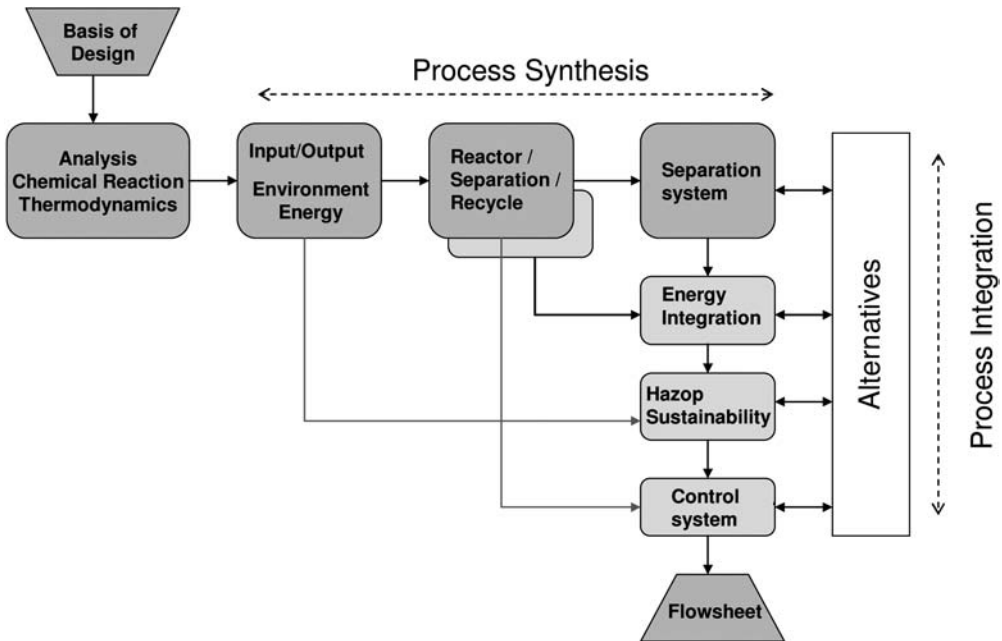 Basis of
Design
Process Synthesis
Analysis
Chemical Reaction
Thermodynamics
Input/Output
Environment
Energy
Reactor /
Separation /
Recycle
Separation
system
Energy
Integration
Hazop
Sustainability
Control
system
Flowsheet
Alternatives
Process Integration